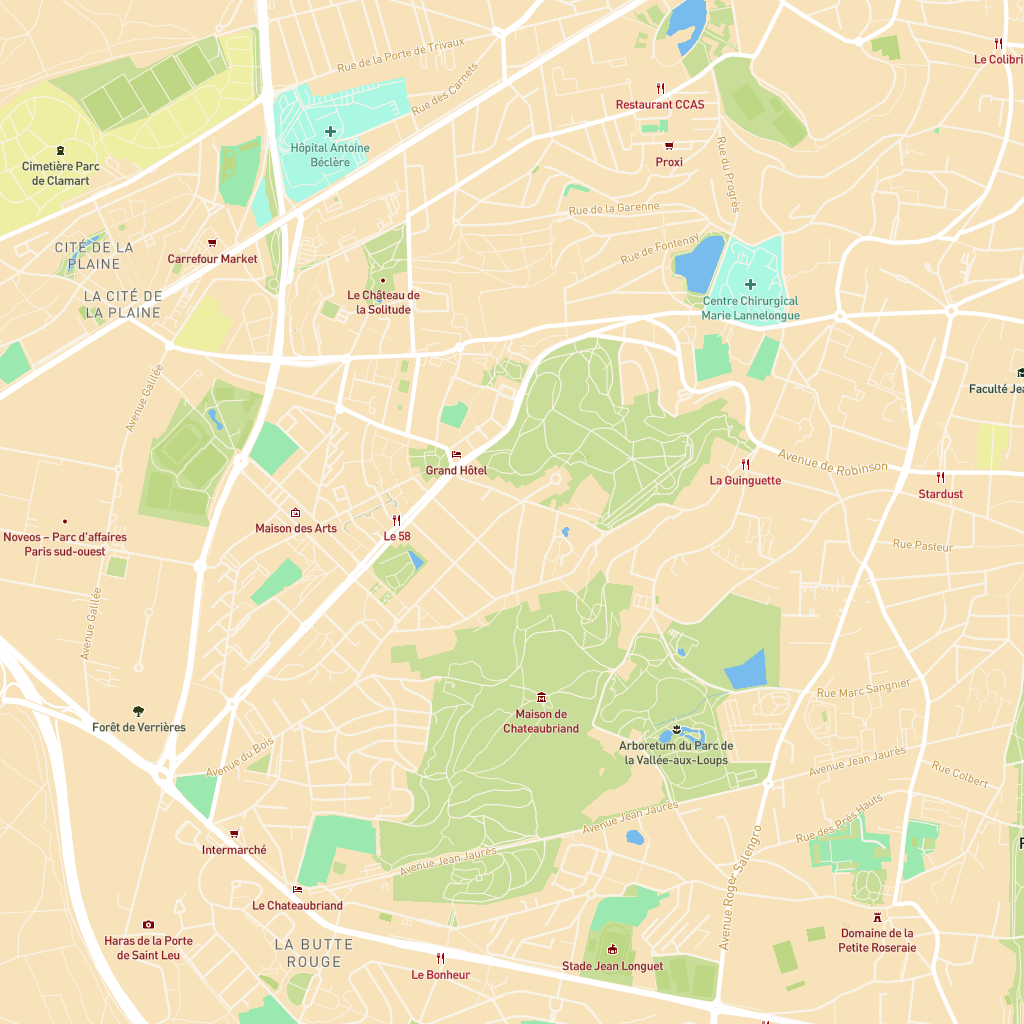 Rue de la Porte de Trivaux
Le Colibri
Rue des Carnets
Restaurant CCAS
Hôpital Antoine
Béclère
Proxi
Cimetière Parc
de Clamart
Rue du Progrès
Rue de la Garenne
CITÉ DE LA
PLAINE
Carrefour Market
Rue de Fontenay
LA CITÉ DE
LA PLAINE
Le Château de
la Solitude
Centre Chirurgical
Marie Lannelongue
Avenue Galilée
Faculté Jea
Grand Hôtel
Avenue de Robinson
La Guinguette
Stardust
Maison des Arts
Le 58
Noveos – Parc d'affaires
Paris sud-ouest
Rue Pasteur
Avenue Galilée
Rue Marc Sangnier
Maison de
Chateaubriand
Forêt de Verrières
Arboretum du Parc de
la Vallée-aux-Loups
Avenue du Bois
Avenue Jean Jaurès
Rue Colbert
Rue des Prés Hauts
Avenue Jean Jaurès
Intermarché
Avenue Jean Jaurès
Avenue Roger Salengro
Le Chateaubriand
Haras de la Porte
de Saint Leu
LA BUTTE
ROUGE
Le Bonheur
Stade Jean Longuet
Domaine de la
Petite Roseraie